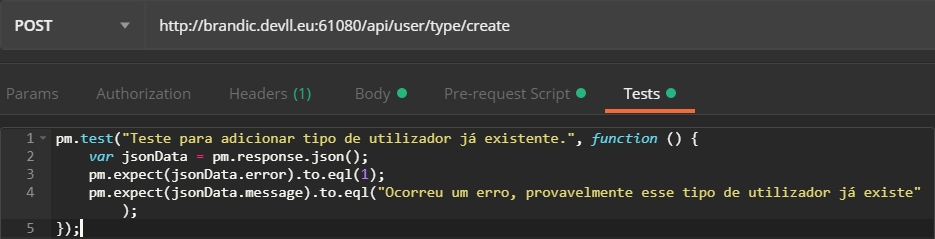 POST http://brandic.devll.eu:61080/api/user/type/create
Params Authorization Headers (1) Body Pre-request Script Tests
1 pm.test("Teste para adicionar tipo de utilizador já existente.", function () {
2 var jsonData = pm.response.json();
3 pm.expect(jsonData.error).to.eql(1);
4 pm.expect(jsonData.message).to.eql("Ocorreu um erro, provavelmente esse tipo de utilizador já existe"
);
5 });